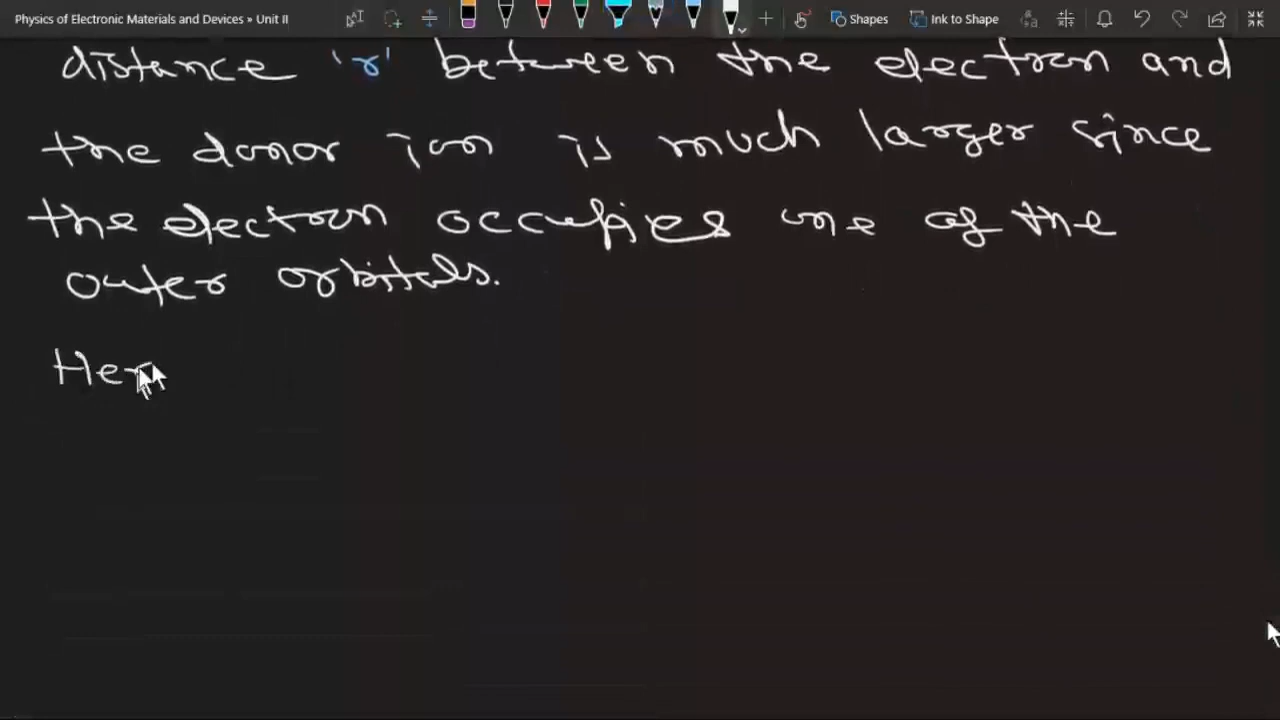 Physics of Electronic Materials and Devices » Unit II
Shapes
Ink to Shape
distance 'r' between the electron and
the donor ion is much larger since
the electron occupies one of the
outer orbitals.
Her